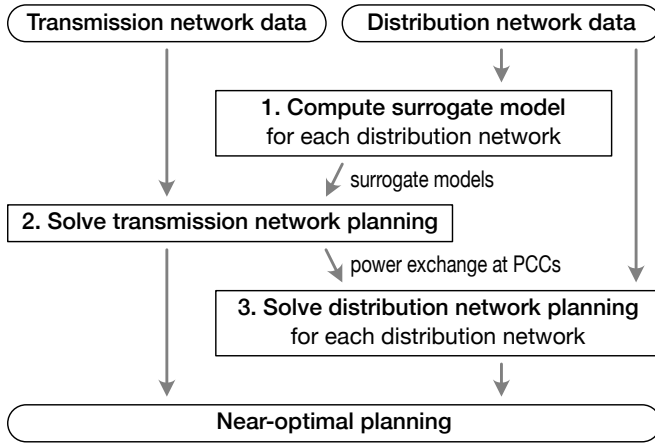 Transmission network data
Distribution network data
1. Compute surrogate model
for each distribution network
surrogate models
2. Solve transmission network planning
power exchange at PCCs
3. Solve distribution network planning
for each distribution network
Near-optimal planning